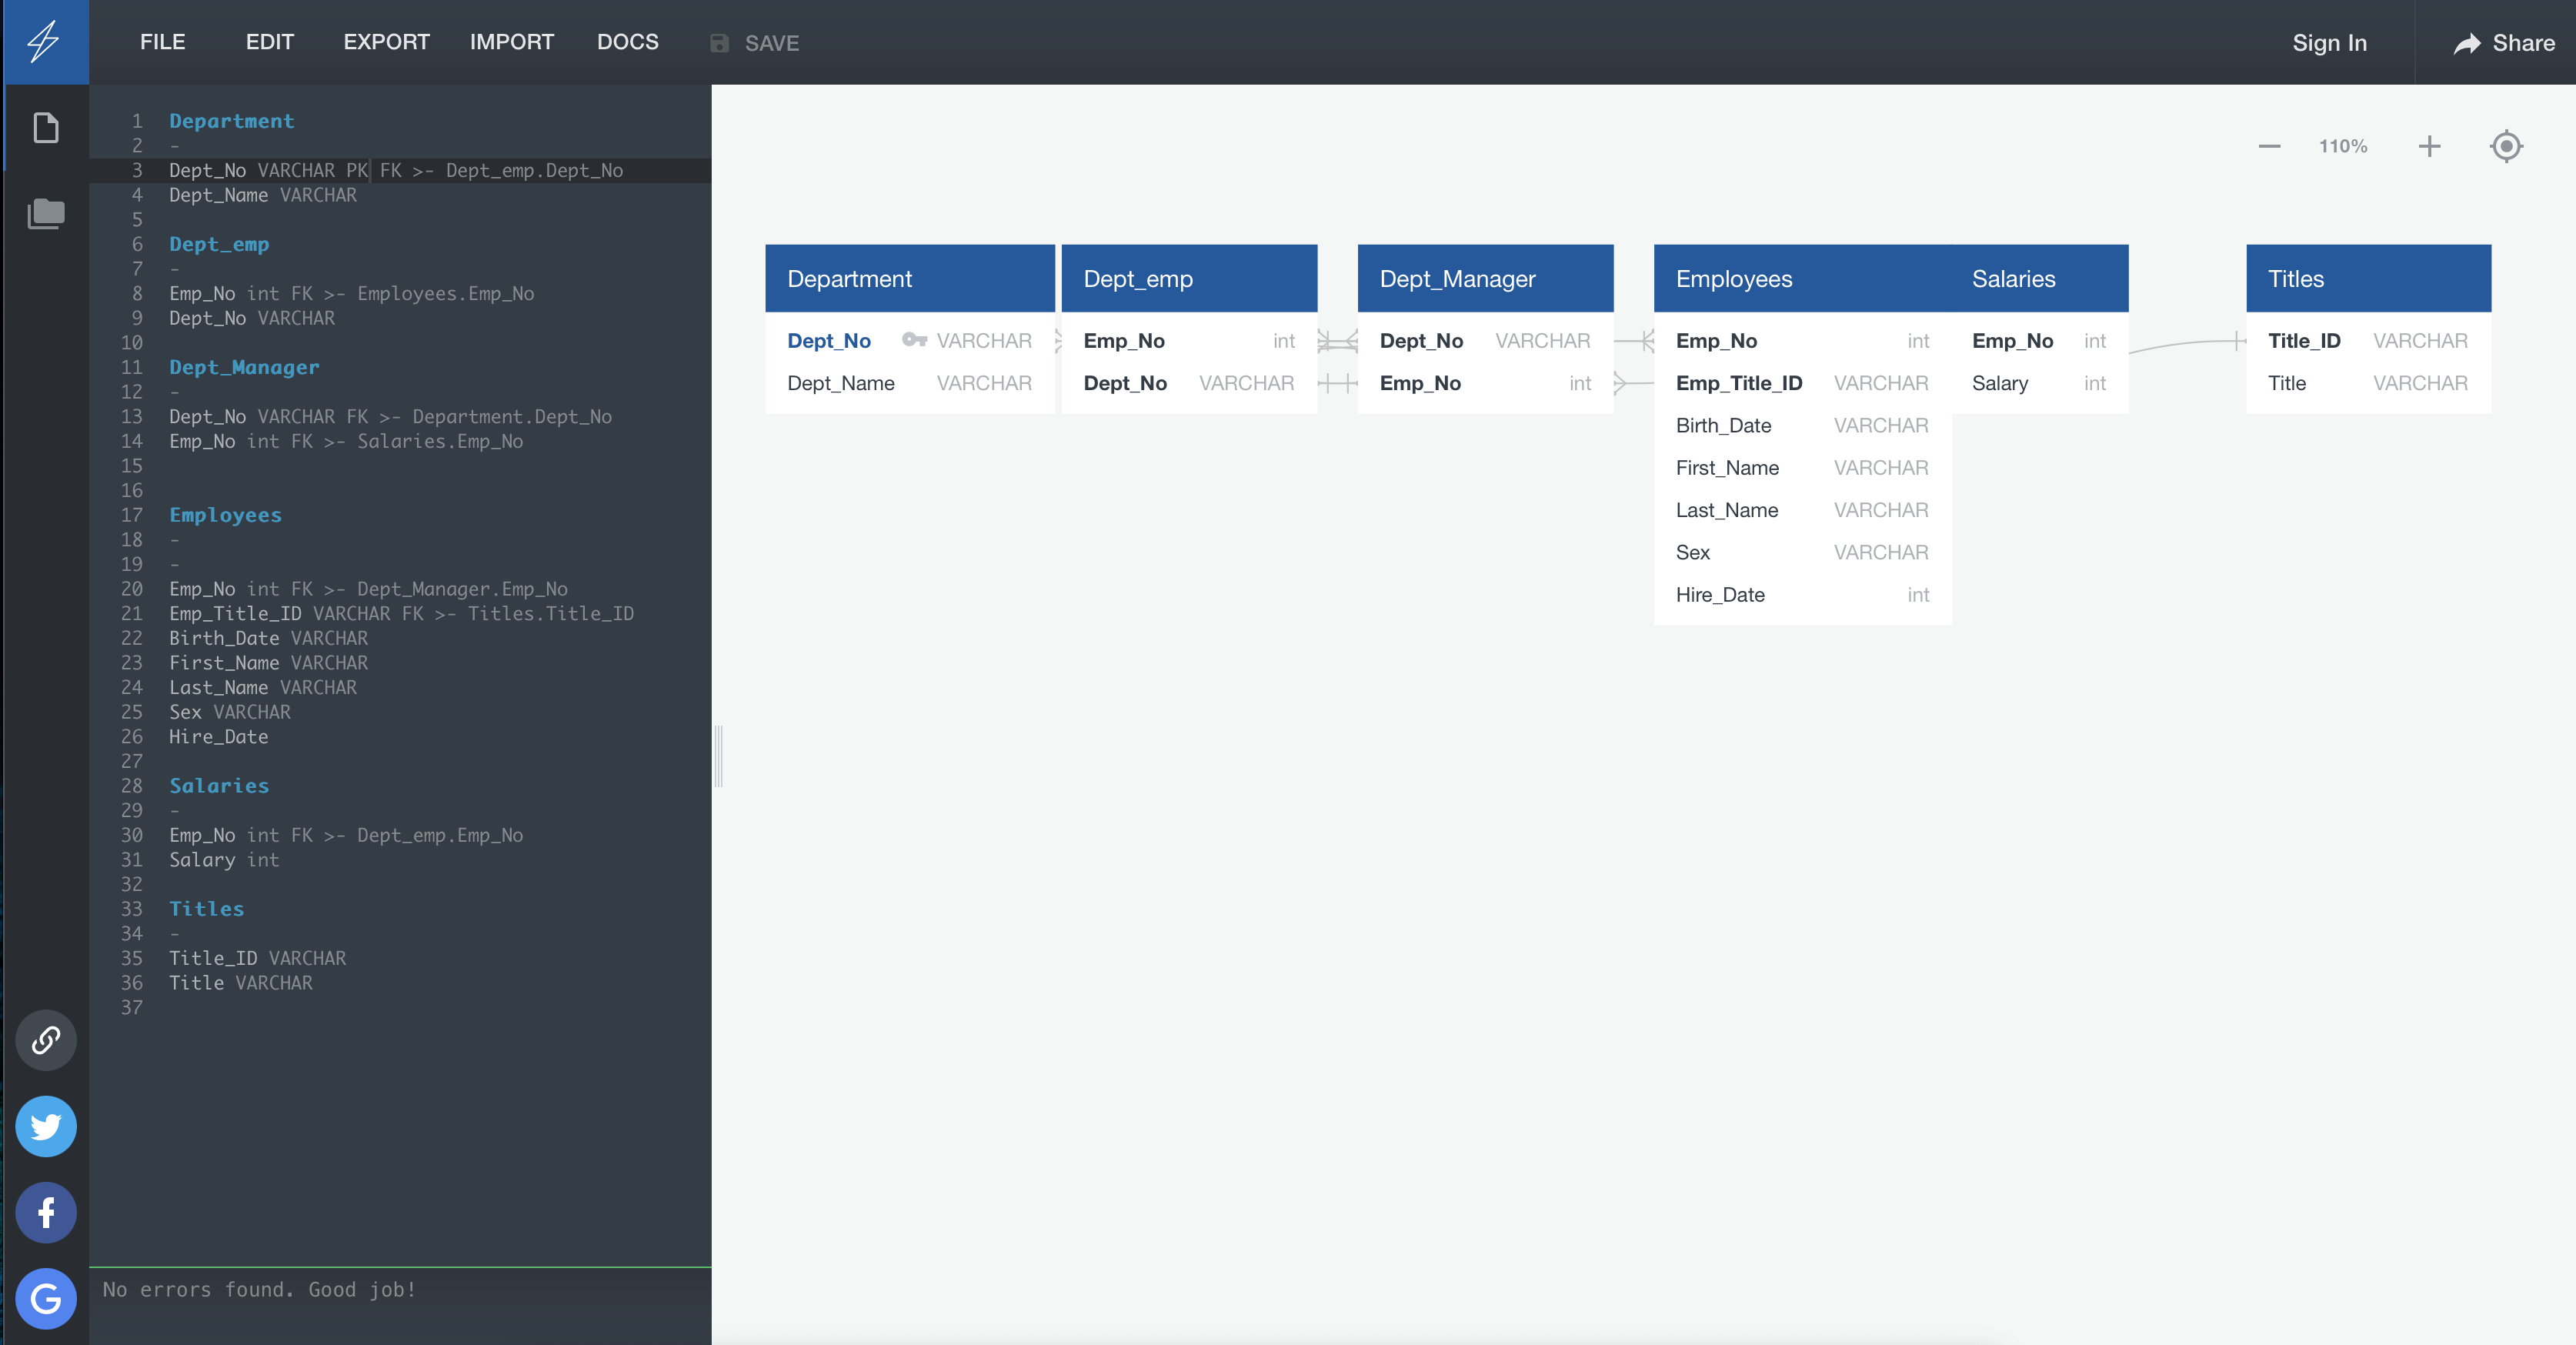 FILE EDIT EXPORT IMPORT DOCS SAVE Sign In Share
1 Department
2 -
3 Dept_No VARCHAR PK FK >- Dept_emp.Dept_No
4 Dept_Name VARCHAR
5
6 Dept_emp
7 -
8 Emp_No int FK >- Employees.Emp_No
9 Dept_No VARCHAR
10
11 Dept_Manager
12 -
13 Dept_No VARCHAR FK >- Department.Dept_No
14 Emp_No int FK >- Salaries.Emp_No
15
16
17 Employees
18 -
19 -
20 Emp_No int FK >- Dept_Manager.Emp_No
21 Emp_Title_ID VARCHAR FK >- Titles.Title_ID
22 Birth_Date VARCHAR
23 First_Name VARCHAR
24 Last_Name VARCHAR
25 Sex VARCHAR
26 Hire_Date
27
28 Salaries
29 -
30 Emp_No int FK >- Dept_emp.Emp_No
31 Salary int
32
33 Titles
34 -
35 Title_ID VARCHAR
36 Title VARCHAR
37
No errors found. Good job!
110%
Department
Dept_No VARCHAR
Dept_Name VARCHAR
Dept_emp
Emp_No int
Dept_No VARCHAR
Dept_Manager
Dept_No VARCHAR
Emp_No int
Employees
Emp_No int
Emp_Title_ID VARCHAR
Birth_Date VARCHAR
First_Name VARCHAR
Last_Name VARCHAR
Sex VARCHAR
Hire_Date int
Salaries
Emp_No int
Salary int
Titles
Title_ID VARCHAR
Title VARCHAR